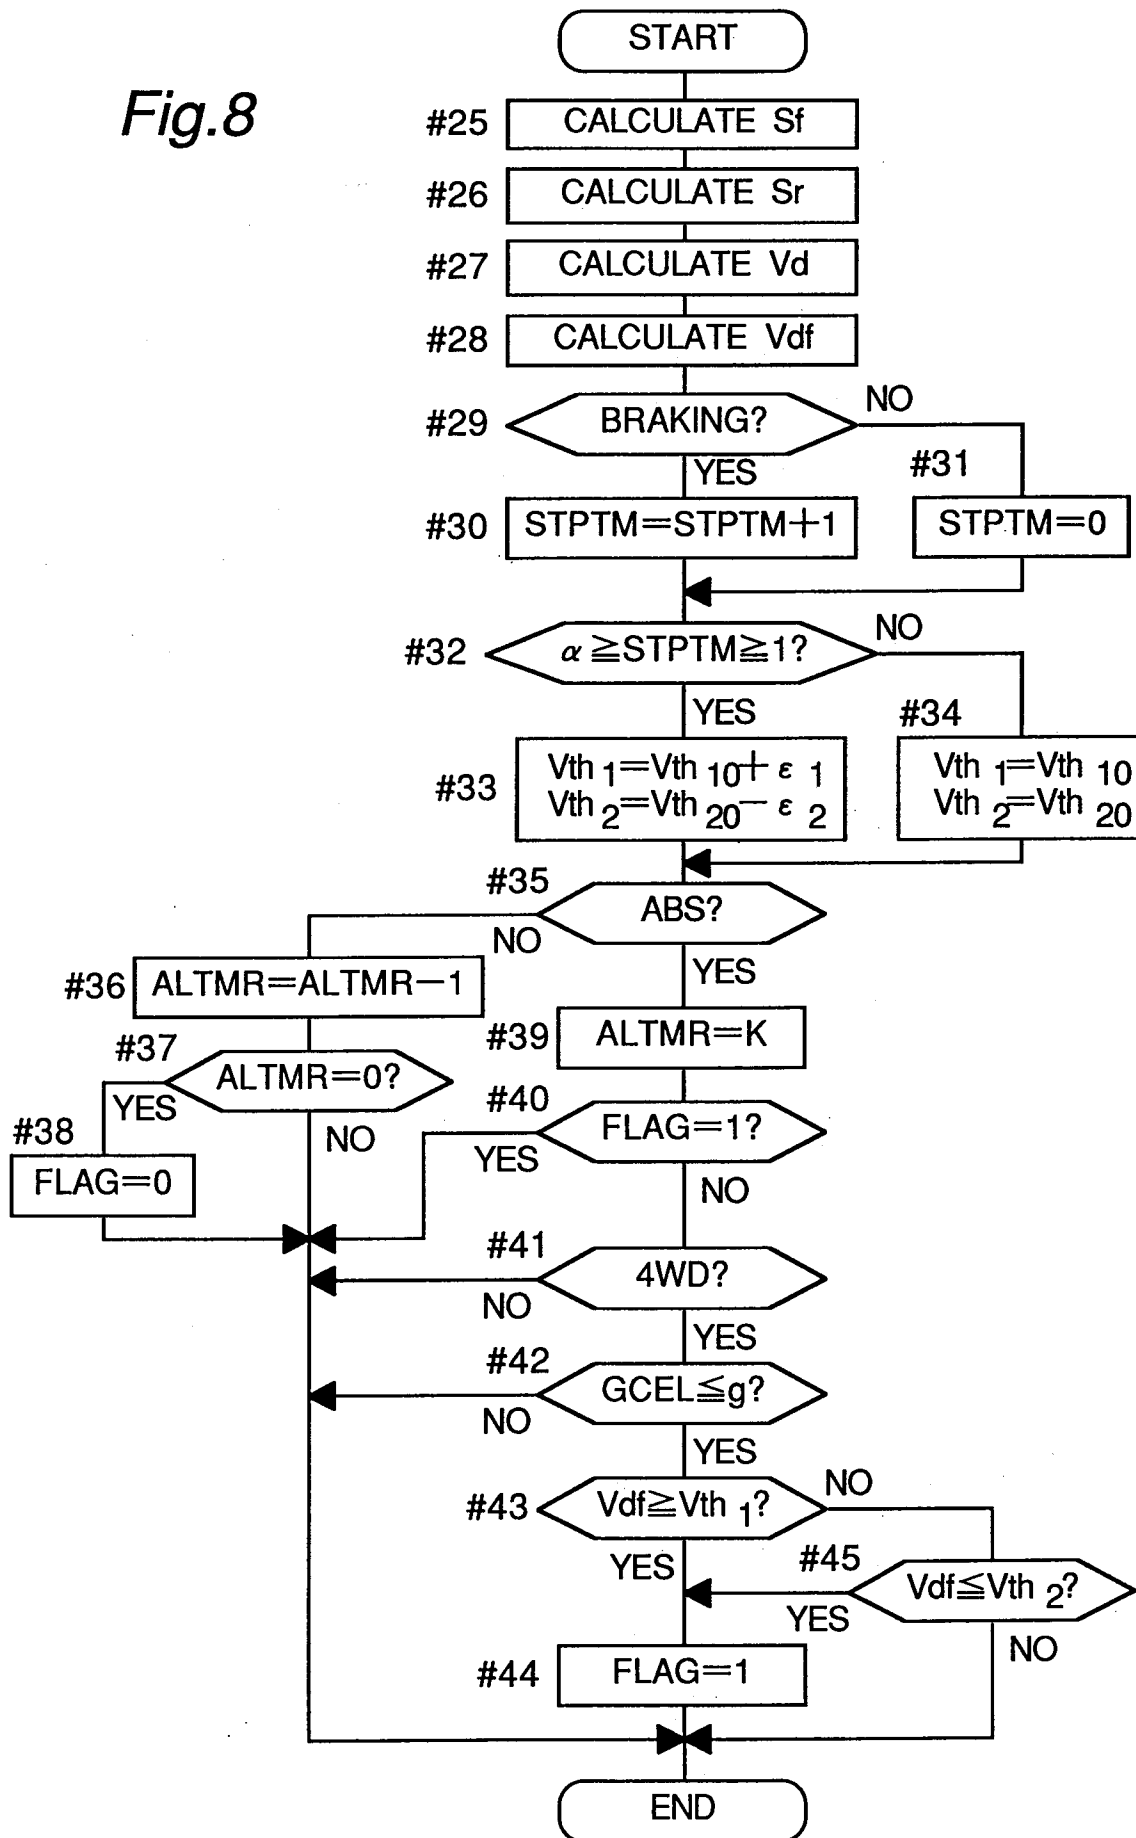 START
Fig.8
#25
CALCULATE Sf
#26
CALCULATE Sr
#27
CALCULATE Vd
#28
CALCULATE Vdf
#29
BRAKING?
NO
YES
#31
#30
STPTM=STPTM+1
STPTM=0
#32
α≧STPTM≧1?
NO
YES
#34
#33
Vth 1=Vth 10+ε 1
Vth 2=Vth 20−ε 2
Vth 1=Vth 10
Vth 2=Vth 20
#35
ABS?
NO
YES
#36
ALTMR=ALTMR−1
#39
ALTMR=K
#37
ALTMR=0?
YES
NO
#40
FLAG=1?
YES
NO
#38
FLAG=0
#41
4WD?
NO
YES
#42
GCEL≦g?
NO
YES
#43
Vdf≧Vth 1?
NO
YES
#45
Vdf≦Vth 2?
YES
NO
#44
FLAG=1
END